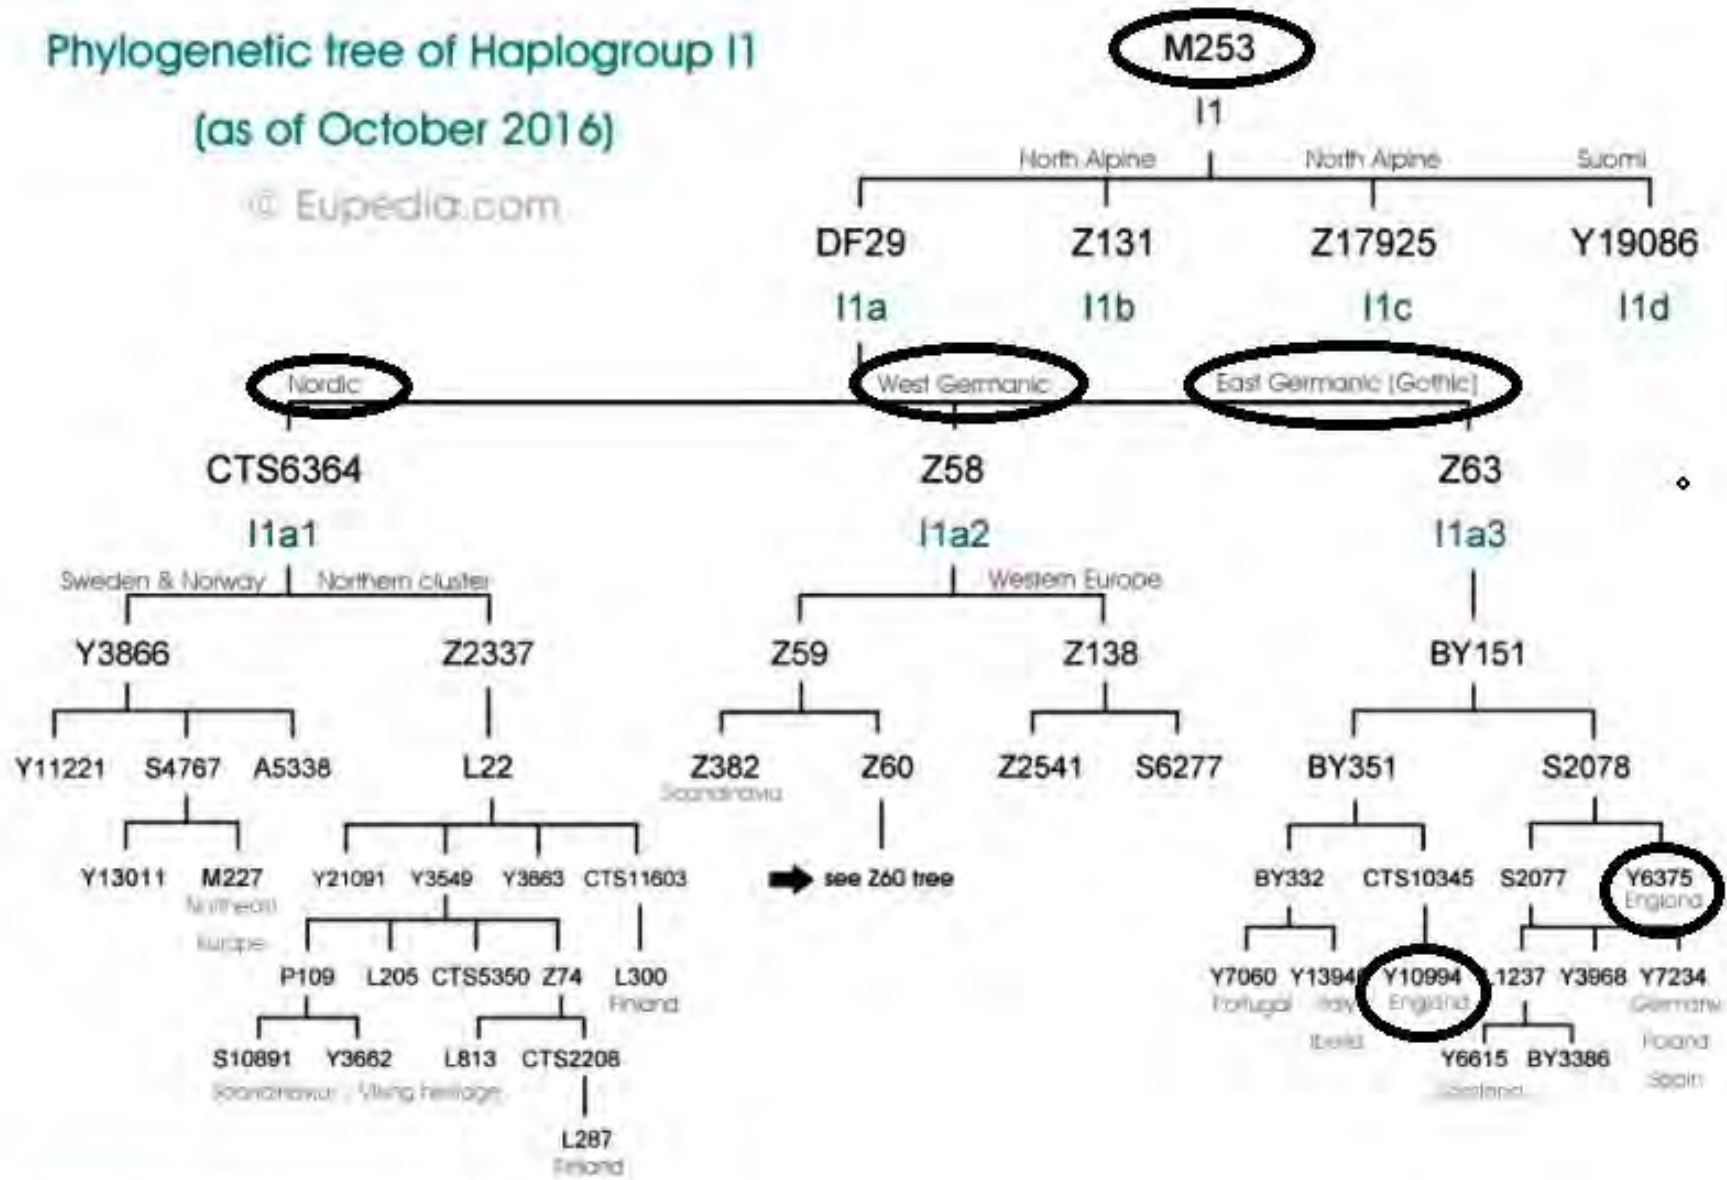 Phylogenetic tree of Haplogroup I1
(as of October 2016)
© Eupedia.com
M253
I1
North Alpine North Alpine Suomi
DF29 Z131 Z17925 Y19086
I1a I1b I1c I1d
Nordic West Germanic East Germanic (Gothic)
CTS6364 Z58 Z63
I1a1 I1a2 I1a3
Sweden & Norway Northern cluster Western Europe
Y3866 Z2337 Z59 Z138 BY151
Y11221 S4767 A5338 L22 Z382 Z60 Z2541 S6277 BY351 S2078
Scandinavia
Y13011 M227 Y21091 Y3549 Y3663 CTS11603 see Z60 tree BY332 CTS10345 S2077 Y6375
Northeast England
Europe
P109 L205 CTS5350 Z74 L300 Y7060 Y10994 Y3968 Y7234
Finland Portugal Italy England Germany
S10891 Y3662 L813 CTS2208 Iberia Y6615 BY3386 Poland
Viking heritage Spain
L287
Finland